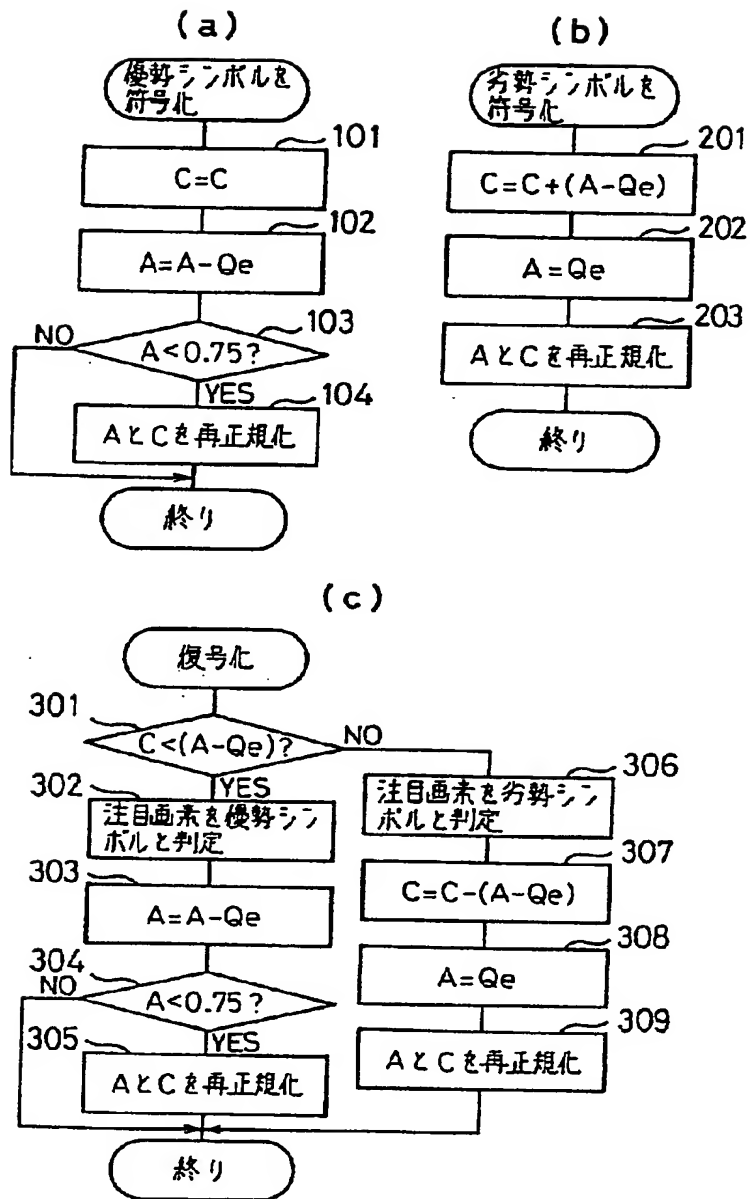 (a)
優勢シンボルを
符号化
101
C=C
102
A=A-Qe
103
NO
A<0.75?
YES
104
AとCを再正規化
終り
(b)
劣勢シンボルを
符号化
201
C=C+(A-Qe)
202
A=Qe
203
AとCを再正規化
終り
(c)
復号化
301
C<(A-Qe)?
NO
302
YES
注目画素を優勢シン
ボルと判定
303
A=A-Qe
304
NO
A<0.75?
305
YES
AとCを再正規化
306
注目画素を劣勢シン
ボルと判定
307
C=C-(A-Qe)
308
A=Qe
309
AとCを再正規化
終り